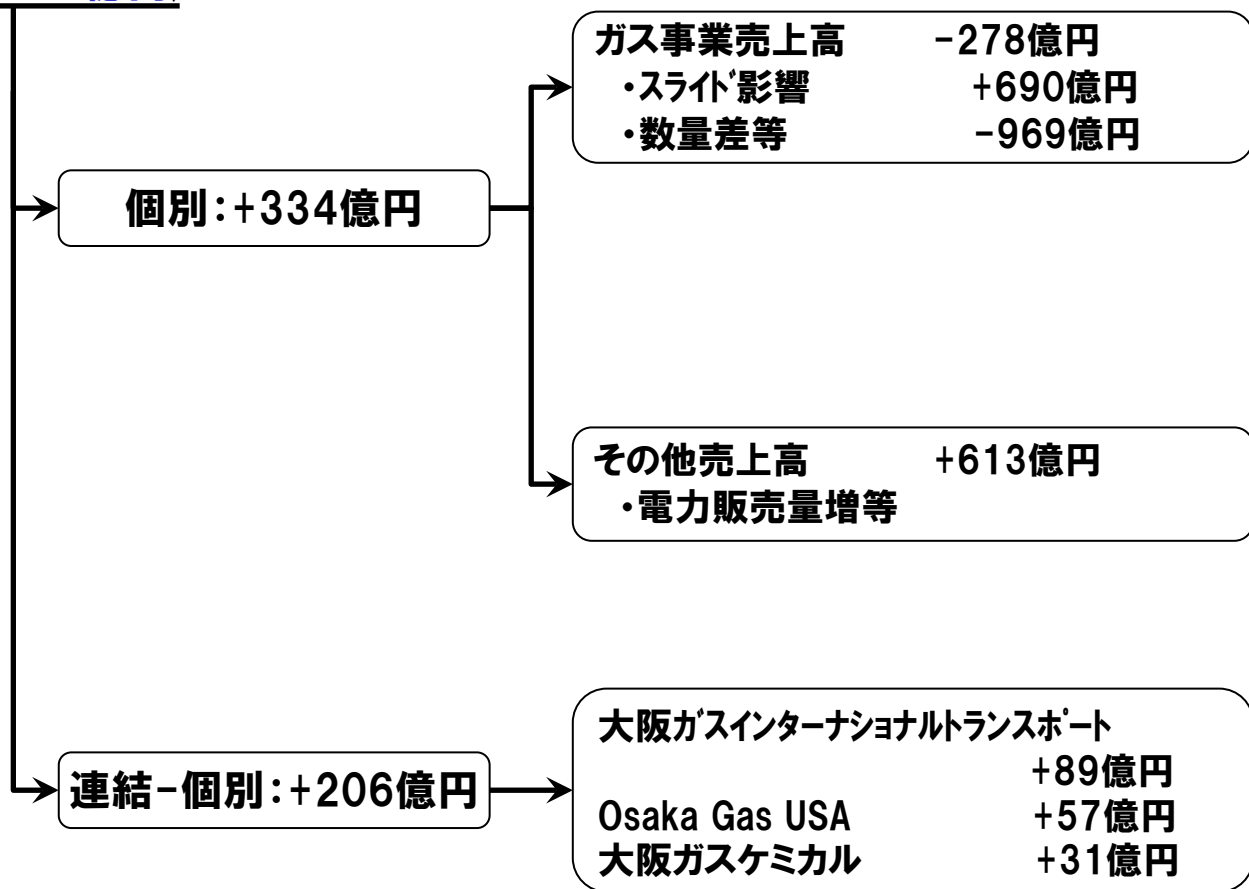 ガス事業売上高 -278億円
・スライド影響 +690億円
・数量差等 -969億円
個別:+334億円
その他売上高 +613億円
・電力販売量増等
連結-個別:+206億円
大阪ガスインターナショナルトランスポート
+89億円
Osaka Gas USA +57億円
大阪ガスケミカル +31億円